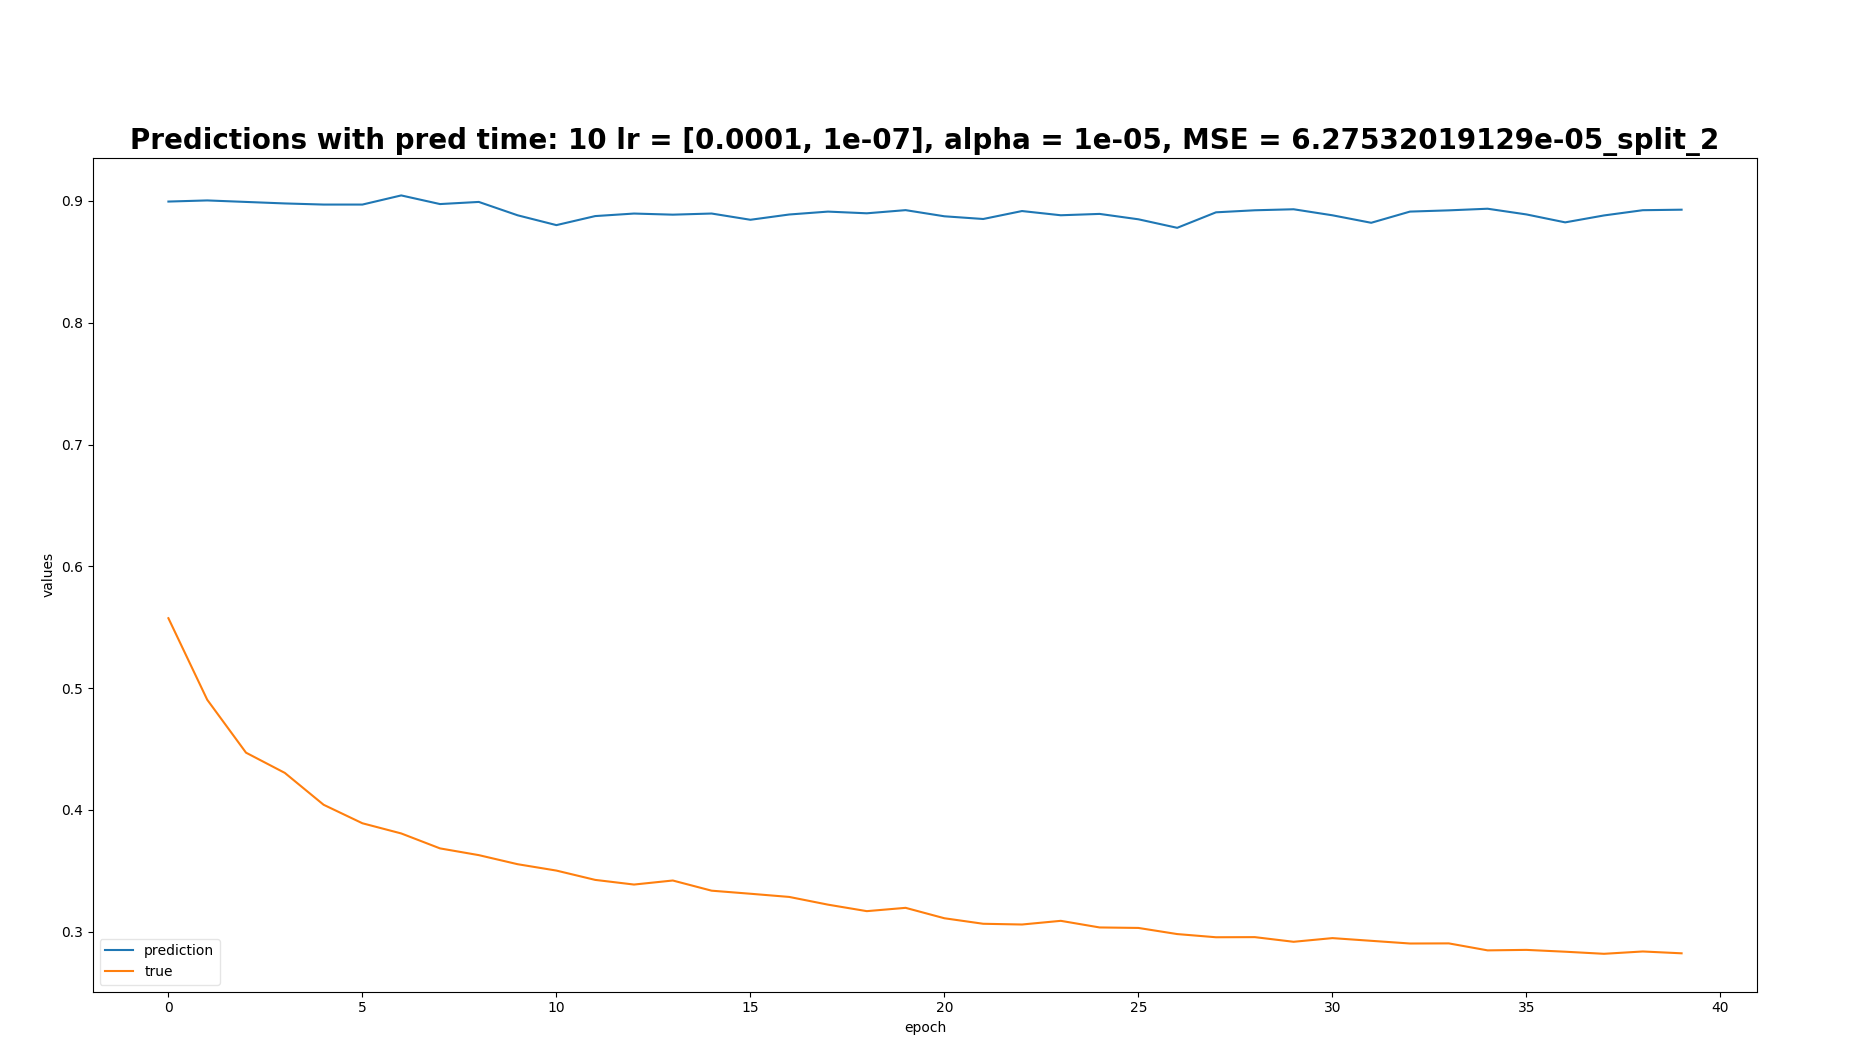 Predictions with pred time: 10 lr = [0.0001, 1e-07], alpha = 1e-05, MSE = 6.27532019129e-05_split_2
0.9
0.8
0.7
0.6
0.5
0.4
0.3
values
prediction
true
0 5 10 15 20 25 30 35 40
epoch